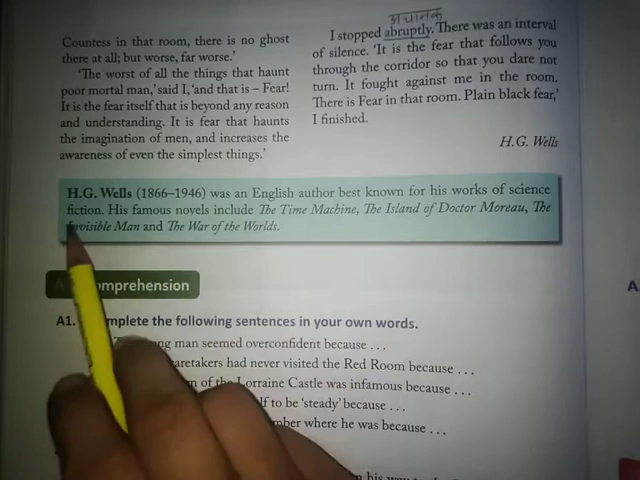 Countess in that room, there is no ghost
there at all; but worse, far worse.'
'The worst of all the things that haunt
poor mortal man,' said I, 'and that is – Fear!
It is the fear itself that is beyond any reason
and understanding. It is fear that haunts
the imagination of men, and increases the
awareness of even the simplest things.'
अचानक
I stopped abruptly. There was an interval
of silence. 'It is the fear that follows you
through the corridor so that you dare not
turn. It fought against me in the room.
There is Fear in that room. Plain black fear,'
I finished.
H.G. Wells
H.G. Wells (1866–1946) was an English author best known for his works of science
fiction. His famous novels include The Time Machine, The Island of Doctor Moreau, The
Invisible Man and The War of the Worlds.
A
omprehension
A1. mplete the following sentences in your own words.
ng man seemed overconfident because ...
aretakers had never visited the Red Room because ...
n of the Lorraine Castle was infamous because ...
lf to be 'steady' because ...
mber where he was because ...